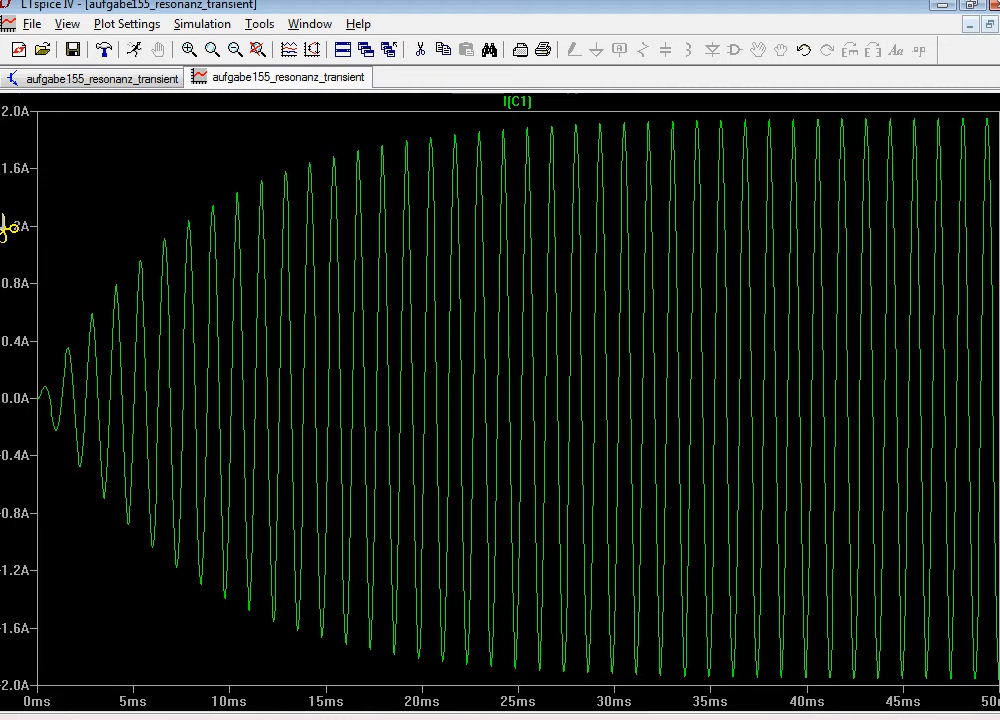 LTspice IV - [aufgabe155_resonanz_transient]
File View Plot Settings Simulation Tools Window Help
aufgabe155_resonanz_transient aufgabe155_resonanz_transient
I(C1)
2.0A
1.6A
2A
0.8A
0.4A
0.0A
-0.4A
-0.8A
-1.2A
-1.6A
-2.0A
0ms 5ms 10ms 15ms 20ms 25ms 30ms 35ms 40ms 45ms 50